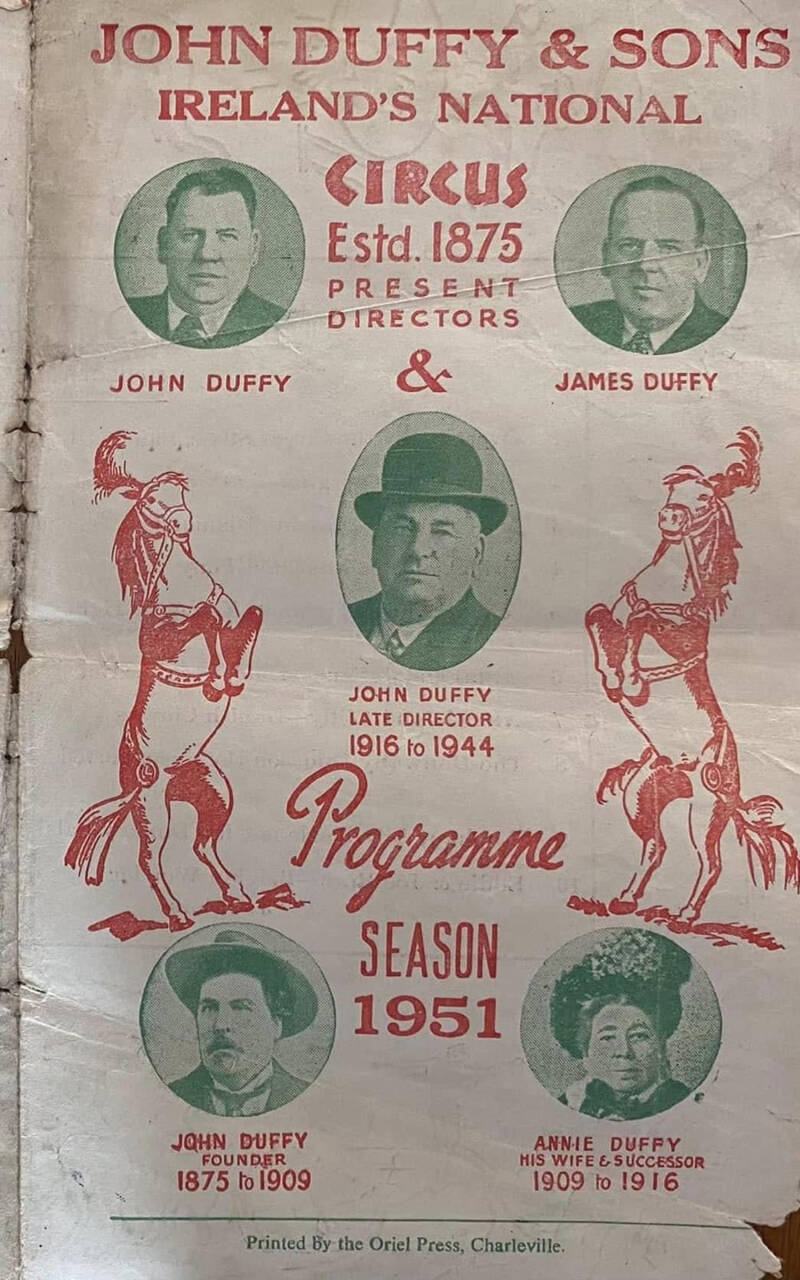 JOHN DUFFY & SONS
IRELAND'S NATIONAL
CIRCUS
Estd. 1875
PRESENT
DIRECTORS
JOHN DUFFY
&
JAMES DUFFY
JOHN DUFFY
LATE DIRECTOR
1916 to 1944
Programme
SEASON
1951
JOHN DUFFY
FOUNDER
1875 to 1909
ANNIE DUFFY
HIS WIFE & SUCCESSOR
1909 to 1916
Printed by the Oriel Press, Charleville.